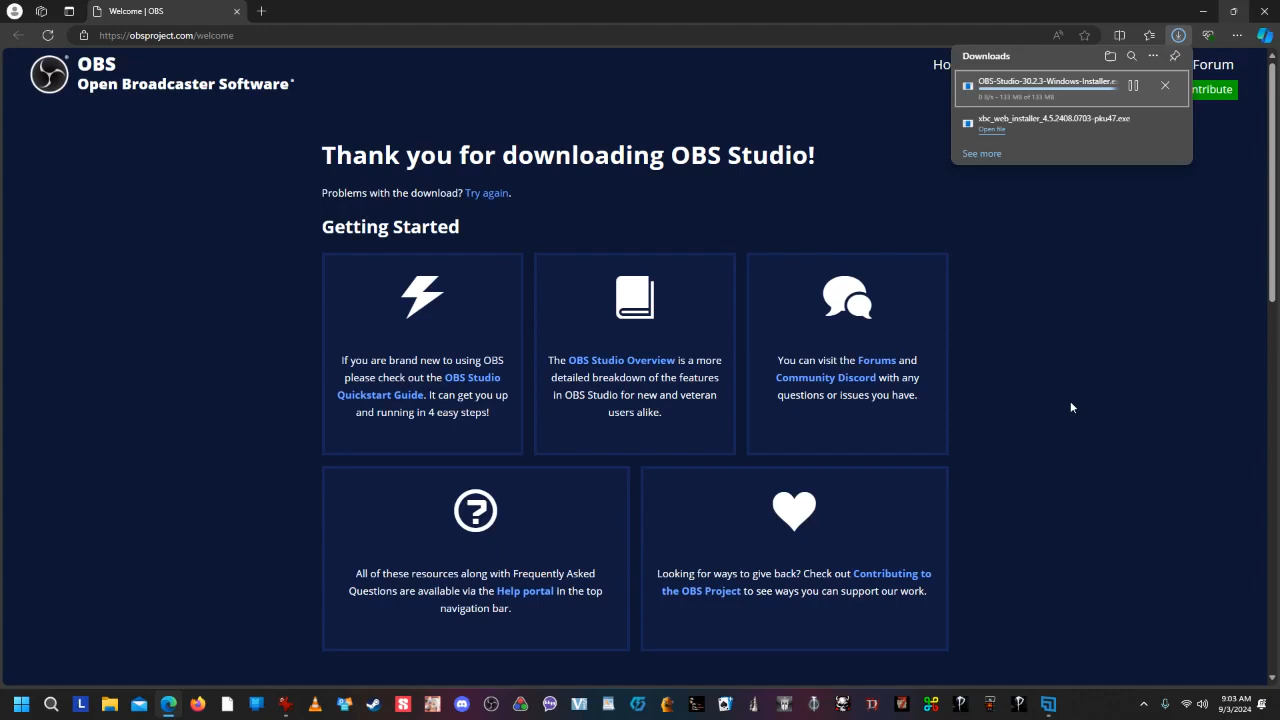 Welcome | OBS
https://obsproject.com/welcome
OBS
Open Broadcaster Software
Ho
Forum
ntribute
Downloads
OBS-Studio-30.2.3-Windows-Installer.e
0 B/s - 133 MB of 133 MB
xbc_web_installer_4.5.2408.0703-pku47.exe
Open file
See more
Thank you for downloading OBS Studio!
Problems with the download? Try again.
Getting Started
If you are brand new to using OBS
please check out the OBS Studio
Quickstart Guide. It can get you up
and running in 4 easy steps!
The OBS Studio Overview is a more
detailed breakdown of the features
in OBS Studio for new and veteran
users alike.
You can visit the Forums and
Community Discord with any
questions or issues you have.
All of these resources along with Frequently Asked
Questions are available via the Help portal in the top
navigation bar.
Looking for ways to give back? Check out Contributing to
the OBS Project to see ways you can support our work.
9:03 AM
9/3/2024